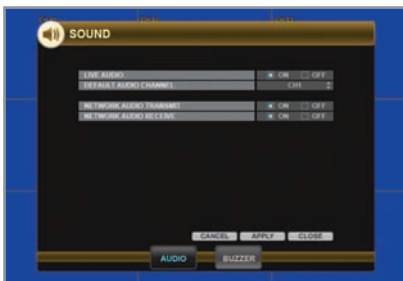 SOUND
LIVE AUDIO ON OFF
DEFAULT AUDIO CHANNEL CH1
NETWORK AUDIO TRANSMIT ON OFF
NETWORK AUDIO RECEIVE ON OFF
CANCEL APPLY CLOSE
AUDIO BUZZER